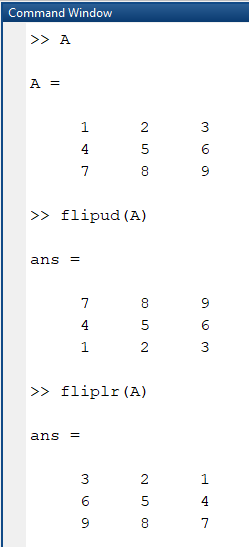 Command Window
>> A
A =
1 2 3
4 5 6
7 8 9
>> flipud(A)
ans =
7 8 9
4 5 6
1 2 3
>> fliplr(A)
ans =
3 2 1
6 5 4
9 8 7